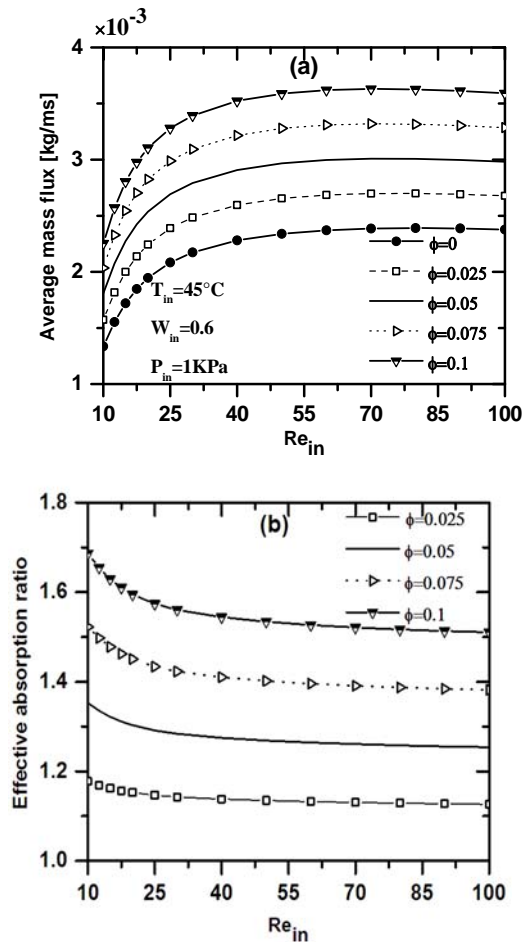 ×10⁻³
(a)
4
3
2
1
Average mass flux [kg/ms]
T_in=45°C
W_in=0.6
P_in=1KPa
ϕ=0
ϕ=0.025
ϕ=0.05
ϕ=0.075
ϕ=0.1
10 25 40 55 70 85 100
Re_in
(b)
1.8
1.6
1.4
1.2
1.0
Effective absorption ratio
ϕ=0.025
ϕ=0.05
ϕ=0.075
ϕ=0.1
10 25 40 55 70 85 100
Re_in